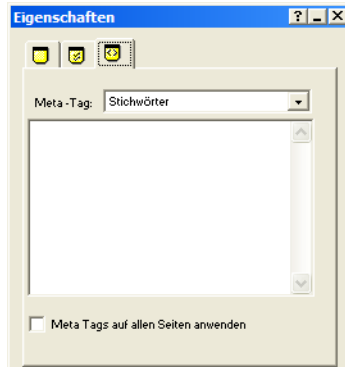 Eigenschaften
Meta-Tag: Stichwörter
Meta Tags auf allen Seiten anwenden